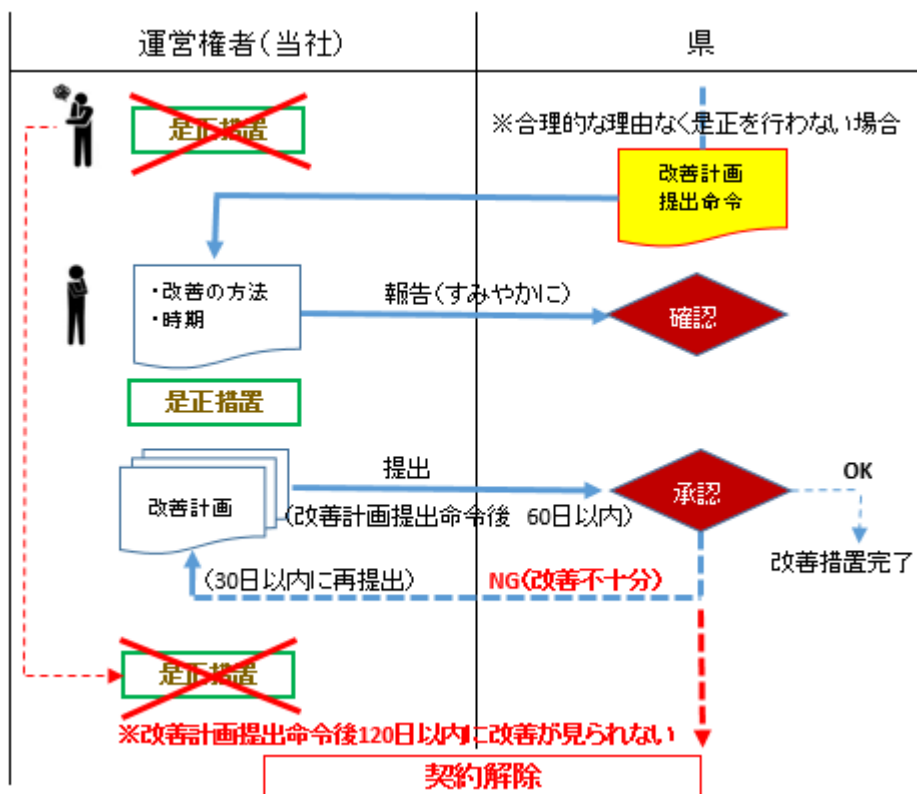 運営権者(当社)
県
是正措置
※合理的な理由なく是正を行わない場合
改善計画
提出命令
・改善の方法
・時期
報告(すみやかに)
確認
是正措置
改善計画
提出
(改善計画提出命令後 60日以内)
承認
OK
改善措置完了
(30日以内に再提出)
NG(改善不十分)
是正措置
※改善計画提出命令後120日以内に改善が見られない
契約解除